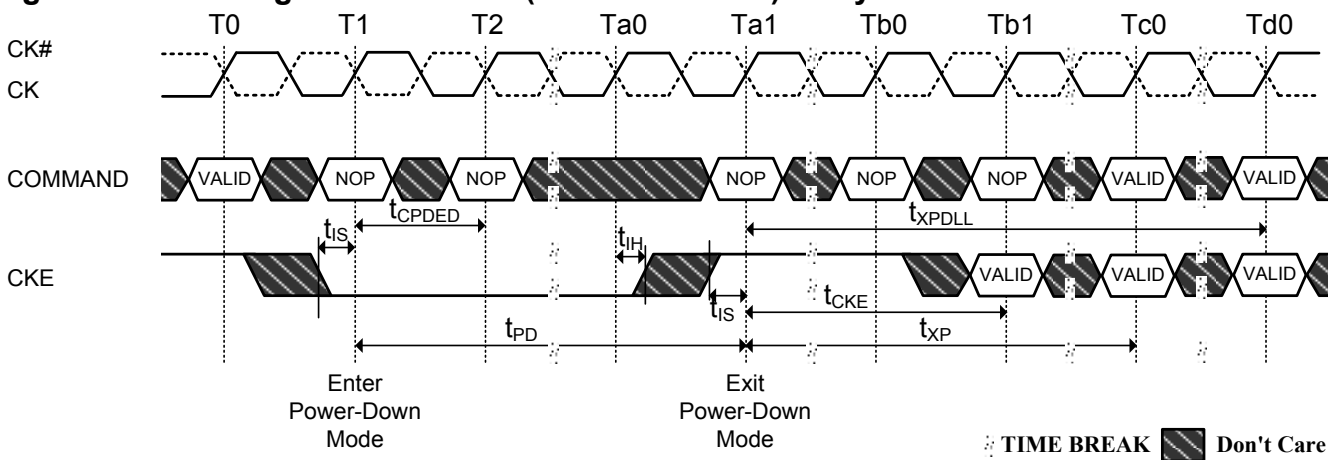 T0 T1 T2 Ta0 Ta1 Tb0 Tb1 Tc0 Td0
CK#
CK
COMMAND VALID NOP NOP NOP NOP NOP VALID VALID
tIS tCPDED tIH tXPDLL
CKE VALID VALID VALID
tIS tCKE
tPD tXP
Enter Power-Down Mode
Exit Power-Down Mode
TIME BREAK Don't Care